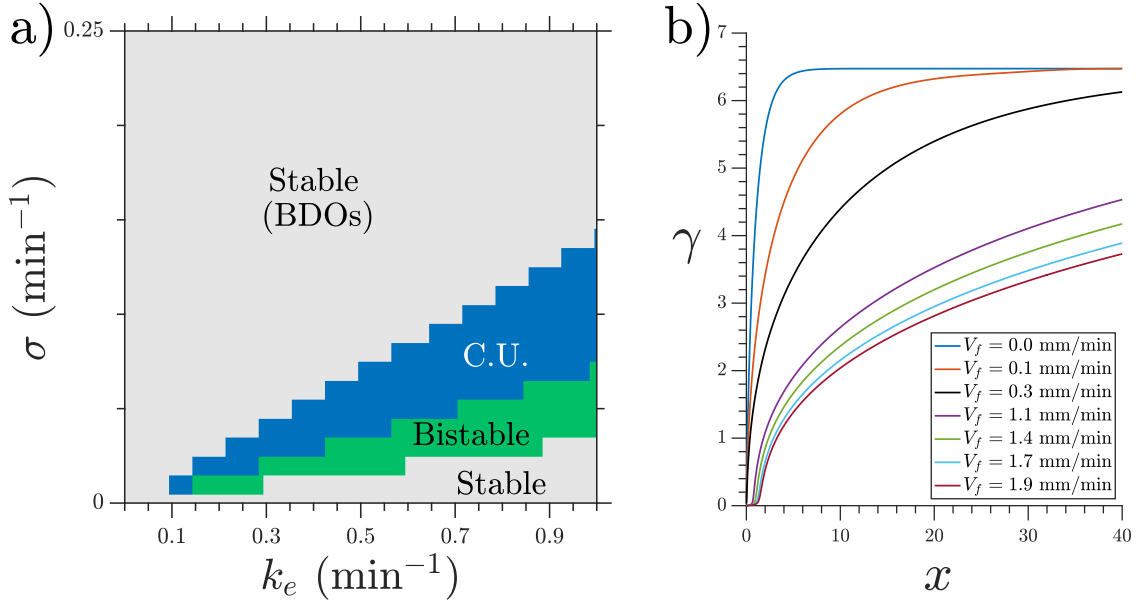 a)
0.25
σ (min⁻¹)
0
Stable
(BDOs)
C.U.
Bistable
Stable
0.1 0.3 0.5 0.7 0.9
kₑ (min⁻¹)
b)
7
6
5
4
3
2
1
0
γ
V_f = 0.0 mm/min
V_f = 0.1 mm/min
V_f = 0.3 mm/min
V_f = 1.1 mm/min
V_f = 1.4 mm/min
V_f = 1.7 mm/min
V_f = 1.9 mm/min
0 10 20 30 40
x